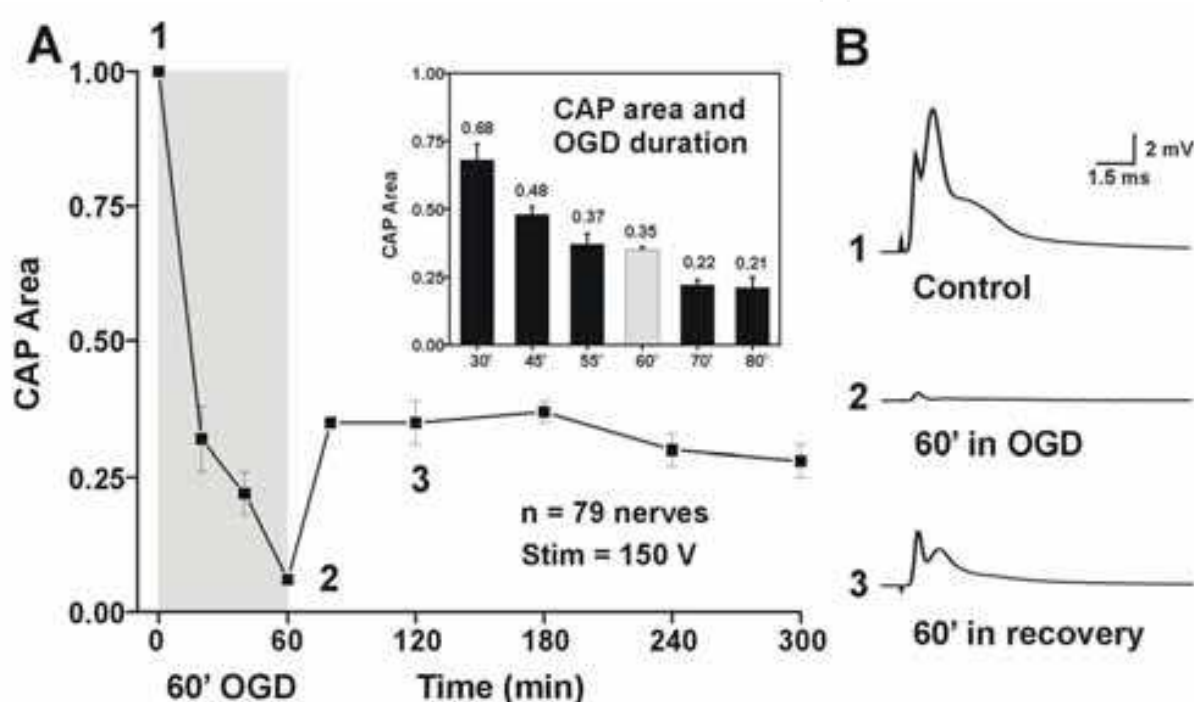 A
1
1.00
0.75
0.50
0.25
0.00
CAP Area
2
3
n = 79 nerves
Stim = 150 V
0
60
120
180
240
300
60' OGD
Time (min)
CAP area and
OGD duration
CAP Area
1.00
0.75
0.50
0.25
0.00
0.68
0.48
0.37
0.35
0.22
0.21
30'
45'
55'
60'
70'
80'
B
2 mV
1.5 ms
1
Control
2
60' in OGD
3
60' in recovery